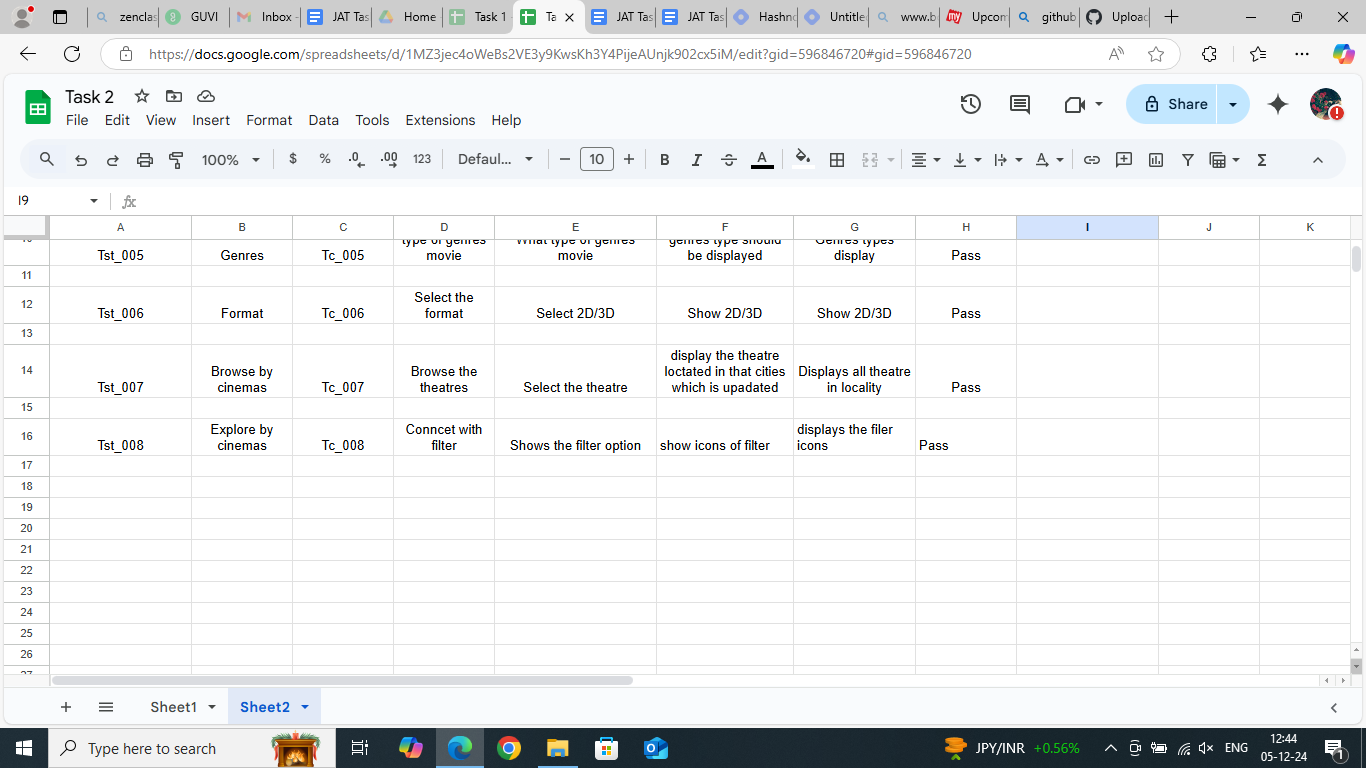 zenclas
GUVI
Inbox -
JAT Tas
Home
Task 1
Ta
JAT Tas
JAT Tas
Hashno
Untitle
www.b
Upcom
github
Upload
https://docs.google.com/spreadsheets/d/1MZ3jec4oWeBs2VE3y9KwsKh3Y4PijeAUnjk902cx5iM/edit?gid=596846720#gid=596846720
Task 2
File Edit View Insert Format Data Tools Extensions Help
Share
100% $ % .0 .00 123 Defaul... 10 B I A
I9 fx
A B C D E F G H I J K
type of genres What type of genres genres type should Genres types
Tst_005 Genres Tc_005 movie movie be displayed display Pass
11
Select the
12
Tst_006 Format Tc_006 format Select 2D/3D Show 2D/3D Show 2D/3D Pass
13
display the theatre
14 Browse by Browse the loctated in that cities Displays all theatre
Tst_007 cinemas Tc_007 theatres Select the theatre which is upadated in locality Pass
15
16 Explore by Conncet with displays the filer
Tst_008 cinemas Tc_008 filter Shows the filter option show icons of filter icons Pass
17
18
19
20
21
22
23
24
25
26
27
Sheet1 Sheet2
Type here to search
JPY/INR +0.56%
ENG
12:44
05-12-24
1